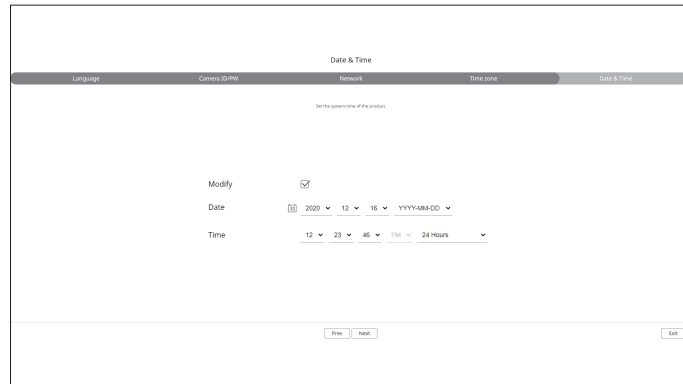 Date & Time
Language Camera ID/PW Network Time zone Date & Time
Set the system time of the product.
Modify
Date 2020 12 16 YYYY-MM-DD
Time 12 23 46 PM 24 Hours
Prev Next Exit